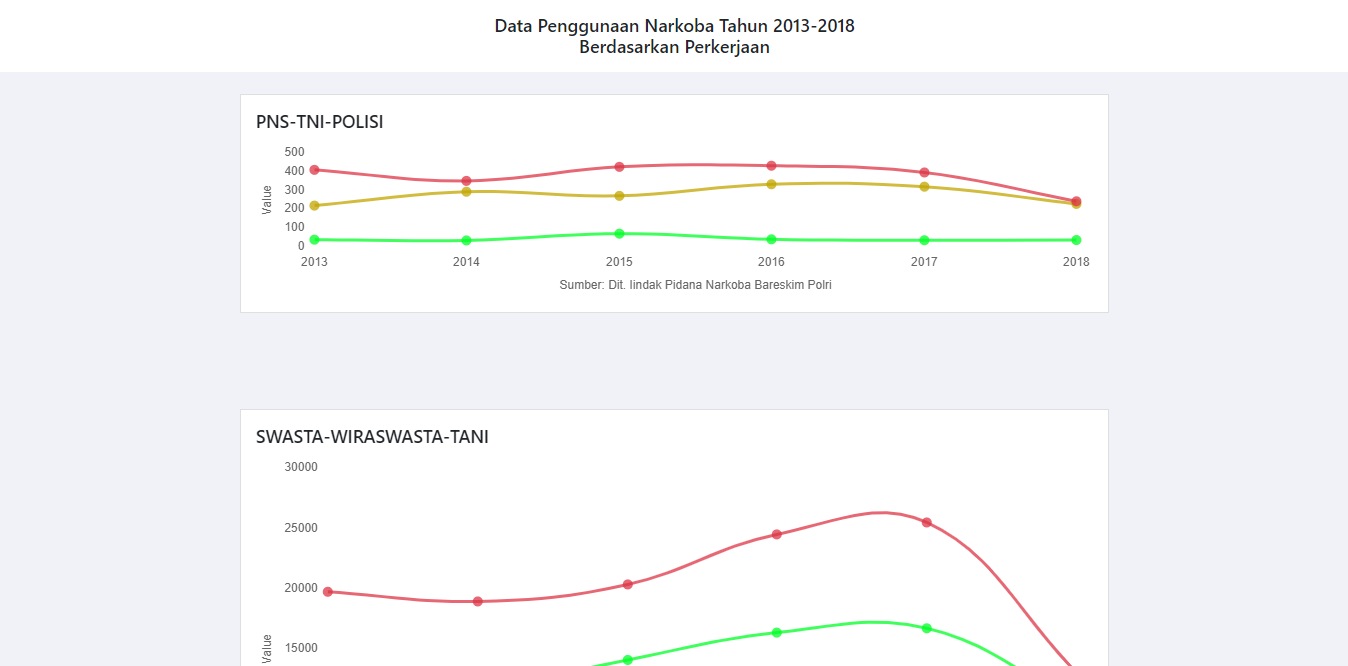 Data Penggunaan Narkoba Tahun 2013-2018
Berdasarkan Perkerjaan
PNS-TNI-POLISI
500
400
300
200
100
0
Value
2013 2014 2015 2016 2017 2018
Sumber: Dit. lindak Pidana Narkoba Bareskim Polri
SWASTA-WIRASWASTA-TANI
30000
25000
20000
15000
Value